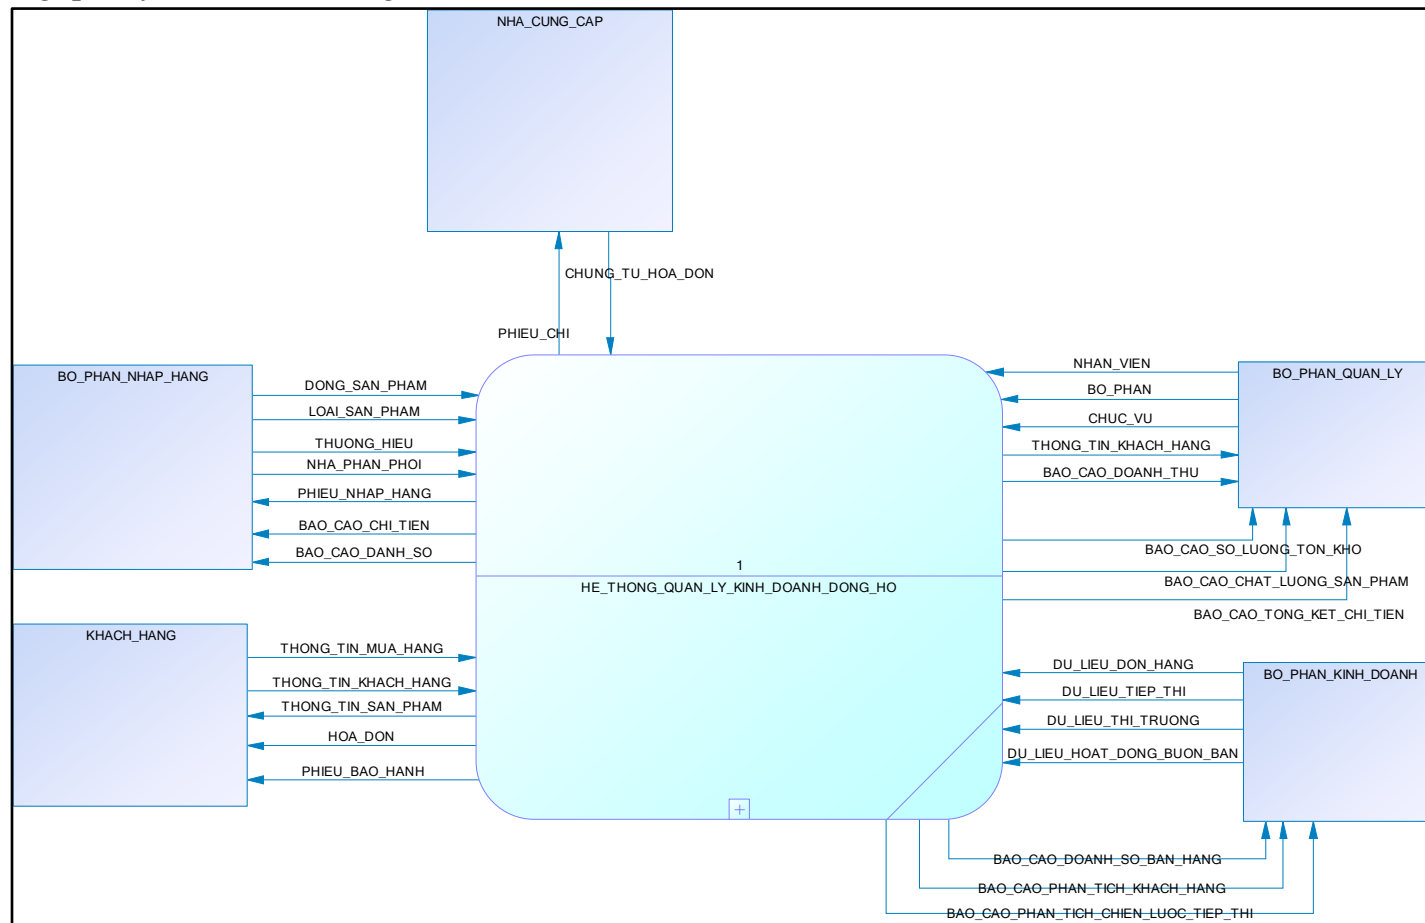 NHA_CUNG_CAP
CHUNG_TU_HOA_DON
PHIEU_CHI
BO_PHAN_NHAP_HANG
DONG_SAN_PHAM
LOAI_SAN_PHAM
THUONG_HIEU
NHA_PHAN_PHOI
PHIEU_NHAP_HANG
BAO_CAO_CHI_TIEN
BAO_CAO_DANH_SO
NHAN_VIEN
BO_PHAN
CHUC_VU
THONG_TIN_KHACH_HANG
BAO_CAO_DOANH_THU
BO_PHAN_QUAN_LY
BAO_CAO_SO_LUONG_TON_KHO
BAO_CAO_CHAT_LUONG_SAN_PHAM
BAO_CAO_TONG_KET_CHI_TIEN
1
HE_THONG_QUAN_LY_KINH_DOANH_DONG_HO
KHACH_HANG
THONG_TIN_MUA_HANG
THONG_TIN_KHACH_HANG
THONG_TIN_SAN_PHAM
HOA_DON
PHIEU_BAO_HANH
DU_LIEU_DON_HANG
DU_LIEU_TIEP_THI
DU_LIEU_THI_TRUONG
DU_LIEU_HOAT_DONG_BUON_BAN
BO_PHAN_KINH_DOANH
BAO_CAO_DOANH_SO_BAN_HANG
BAO_CAO_PHAN_TICH_KHACH_HANG
BAO_CAO_PHAN_TICH_CHIEN_LUOC_TIEP_THI